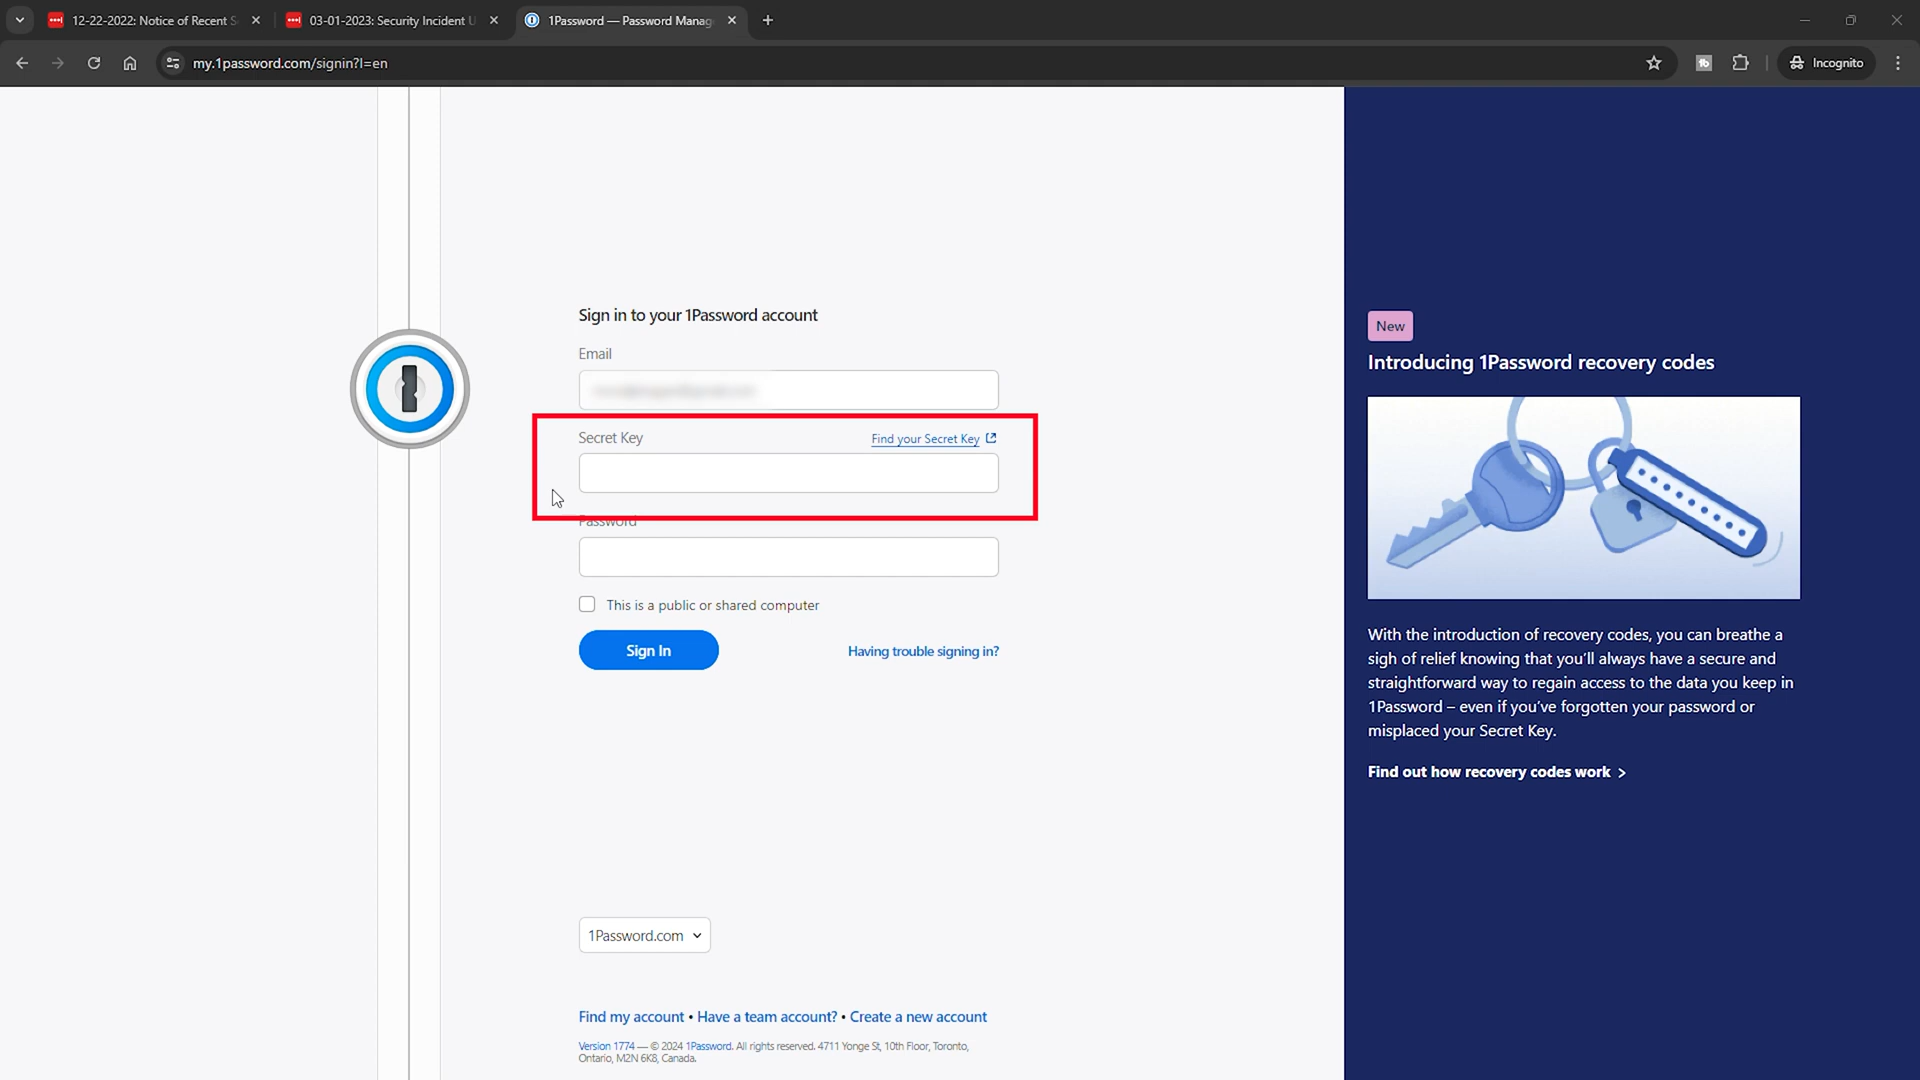 12-22-2022: Notice of Recent S
03-01-2023: Security Incident U
1Password — Password Manag
my.1password.com/signin?l=en
Incognito
Sign in to your 1Password account
Email
Secret Key
Find your Secret Key
Password
This is a public or shared computer
Sign In
Having trouble signing in?
1Password.com
Find my account • Have a team account? • Create a new account
Version 1774 — © 2024 1Password. All rights reserved. 4711 Yonge St, 10th Floor, Toronto,
Ontario, M2N 6K8, Canada.
New
Introducing 1Password recovery codes
With the introduction of recovery codes, you can breathe a
sigh of relief knowing that you'll always have a secure and
straightforward way to regain access to the data you keep in
1Password – even if you've forgotten your password or
misplaced your Secret Key.
Find out how recovery codes work >